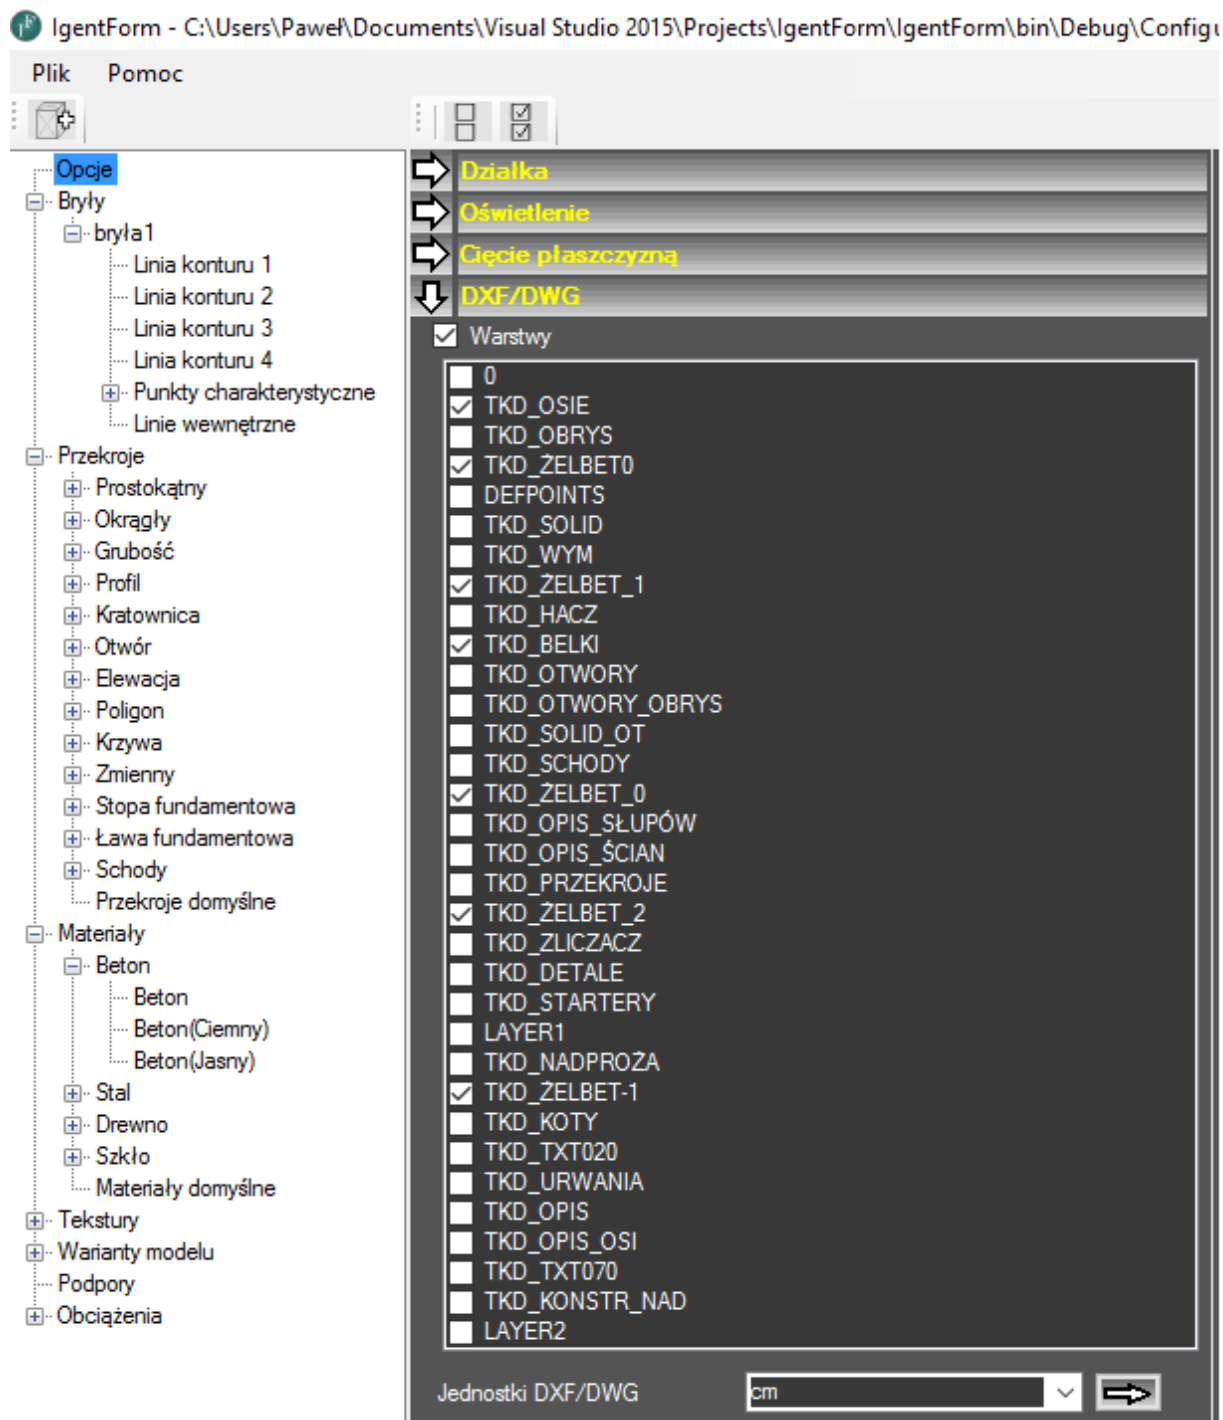 IgentForm - C:\Users\Paweł\Documents\Visual Studio 2015\Projects\IgentForm\IgentForm\bin\Debug\Config
Plik Pomoc
Opcje
Bryły
bryła1
Linia konturu 1
Linia konturu 2
Linia konturu 3
Linia konturu 4
Punkty charakterystyczne
Linie wewnętrzne
Przekroje
Prostokątny
Okrągły
Grubość
Profil
Kratownica
Otwór
Elewacja
Poligon
Krzywa
Zmienny
Stopa fundamentowa
Ława fundamentowa
Schody
Przekroje domyślne
Materiały
Beton
Beton
Beton(Ciemny)
Beton(Jasny)
Stal
Drewno
Szkło
Materiały domyślne
Tekstury
Warianty modelu
Podpory
Obciążenia
Działka
Oświetlenie
Cięcie płaszczyzną
DXF/DWG
Warstwy
0
TKD_OSIE
TKD_OBRYS
TKD_ŻELBET0
DEFPOINTS
TKD_SOLID
TKD_WYM
TKD_ŻELBET_1
TKD_HACZ
TKD_BELKI
TKD_OTWORY
TKD_OTWORY_OBRYS
TKD_SOLID_OT
TKD_SCHODY
TKD_ŻELBET_0
TKD_OPIS_SŁUPÓW
TKD_OPIS_ŚCIAN
TKD_PRZEKROJE
TKD_ŻELBET_2
TKD_ZLICZACZ
TKD_DETALE
TKD_STARTERY
LAYER1
TKD_NADPROŻA
TKD_ŻELBET-1
TKD_KOTY
TKD_TXT020
TKD_URWANIA
TKD_OPIS
TKD_OPIS_OSI
TKD_TXT070
TKD_KONSTR_NAD
LAYER2
Jednostki DXF/DWG cm